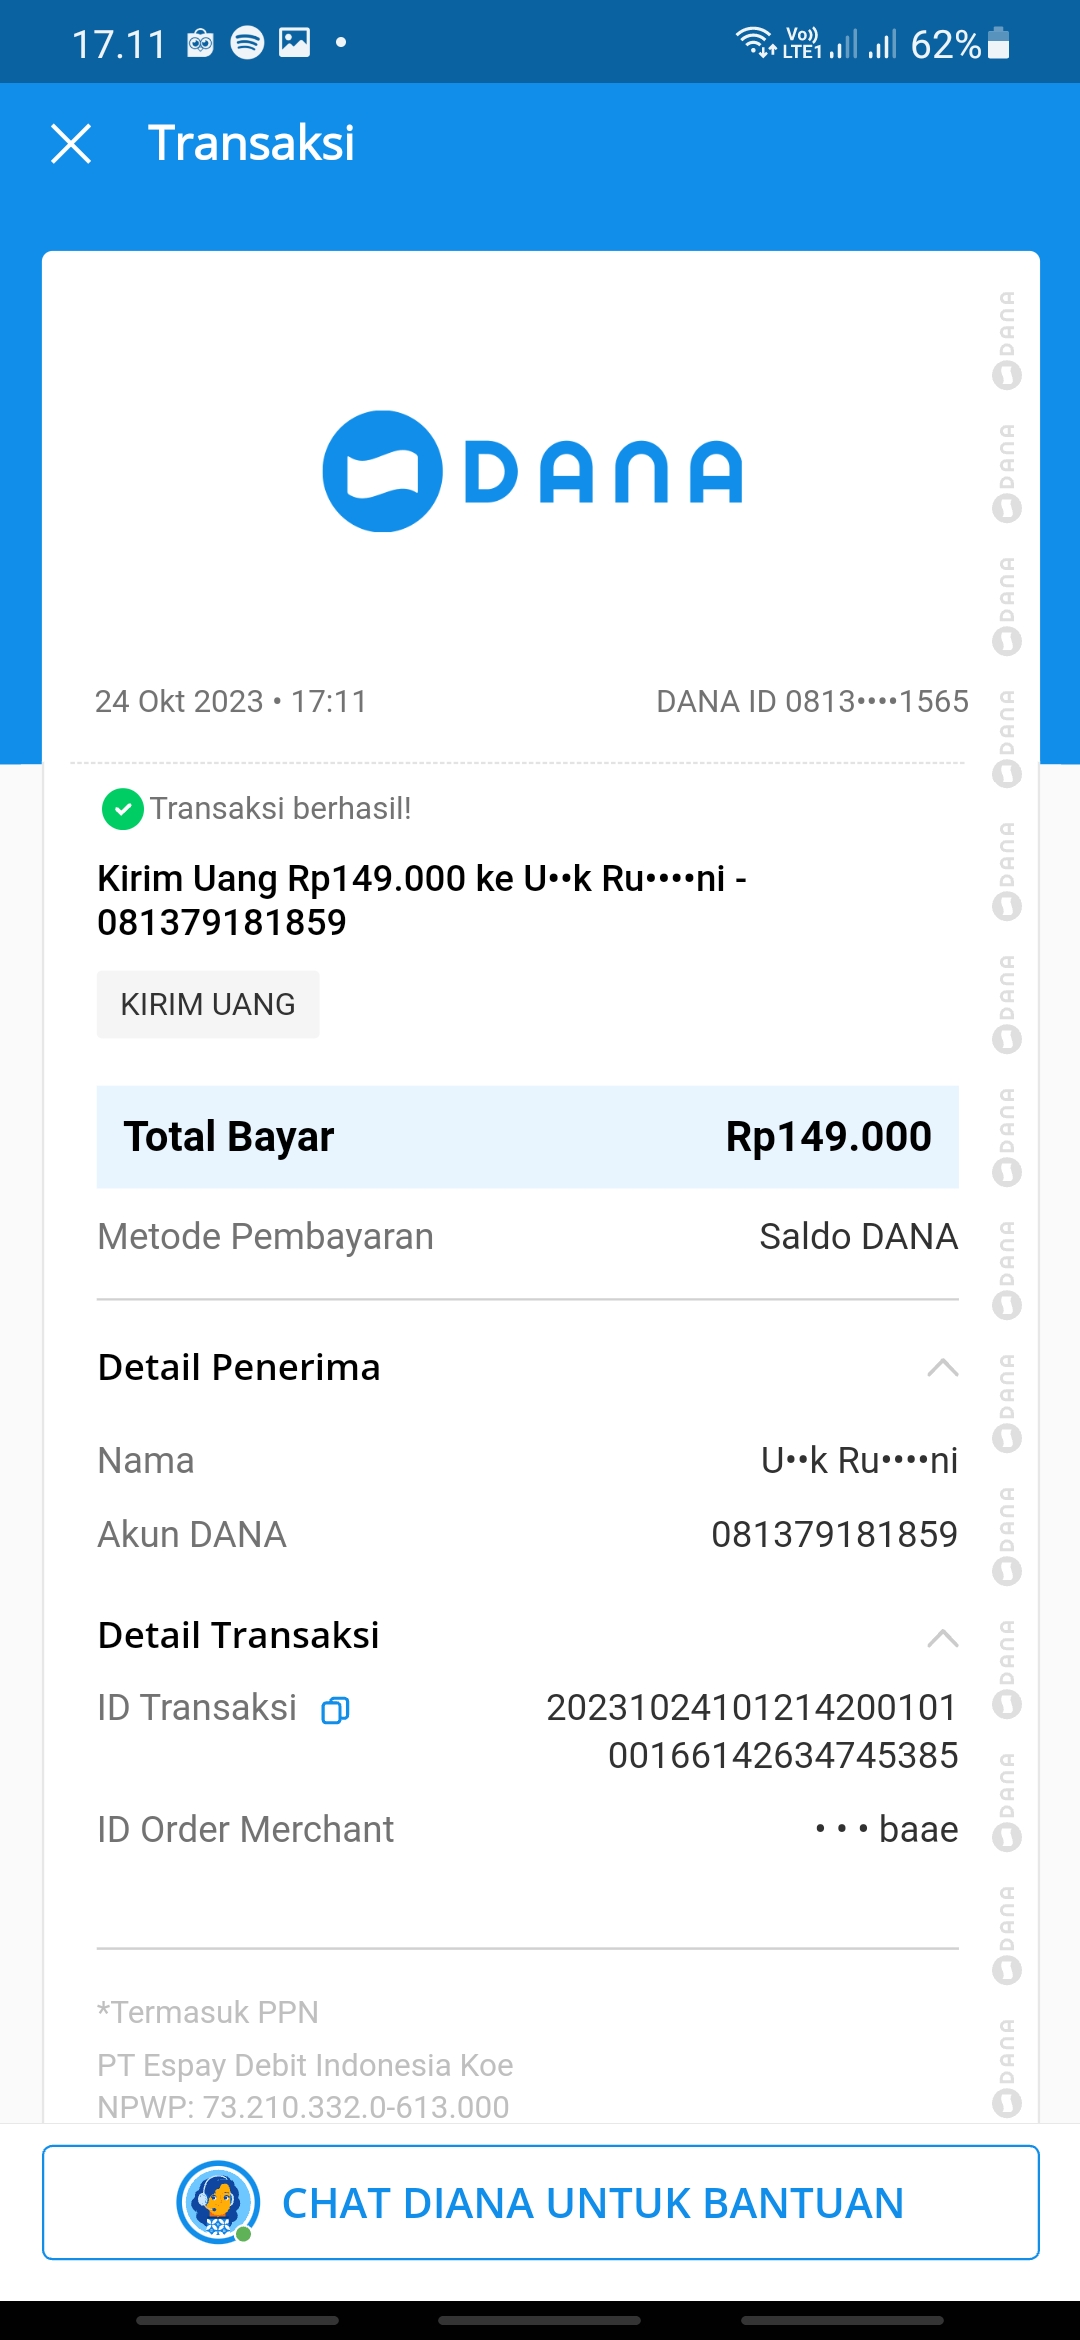 17.11
Vo))
LTE1
62%
Transaksi
DANA
24 Okt 2023 • 17:11
DANA ID 0813••••1565
Transaksi berhasil!
Kirim Uang Rp149.000 ke U••k Ru••••ni -
081379181859
KIRIM UANG
Total Bayar Rp149.000
Metode Pembayaran Saldo DANA
Detail Penerima
Nama U••k Ru••••ni
Akun DANA 081379181859
Detail Transaksi
ID Transaksi 20231024101214200101
00166142634745385
ID Order Merchant • • • baae
*Termasuk PPN
PT Espay Debit Indonesia Koe
NPWP: 73.210.332.0-613.000
CHAT DIANA UNTUK BANTUAN
DANA
DANA
DANA
DANA
DANA
DANA
DANA
DANA
DANA
DANA
DANA
DANA
DANA
DANA